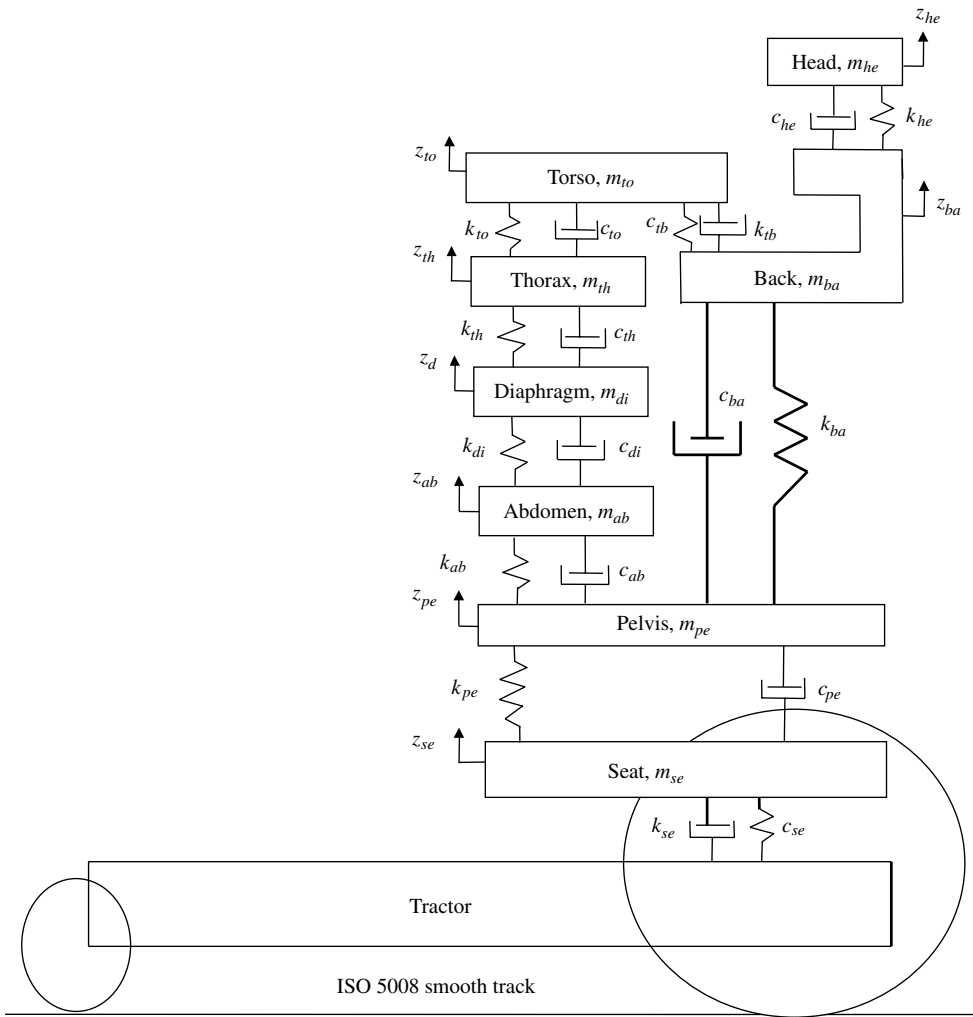 z_he
Head, m_he
c_he
k_he
z_to
Torso, m_to
z_ba
k_to
c_to
c_tb
k_tb
z_th
Thorax, m_th
Back, m_ba
k_th
c_th
z_d
Diaphragm, m_di
c_ba
k_ba
k_di
c_di
z_ab
Abdomen, m_ab
k_ab
c_ab
z_pe
Pelvis, m_pe
k_pe
c_pe
z_se
Seat, m_se
k_se
c_se
Tractor
ISO 5008 smooth track